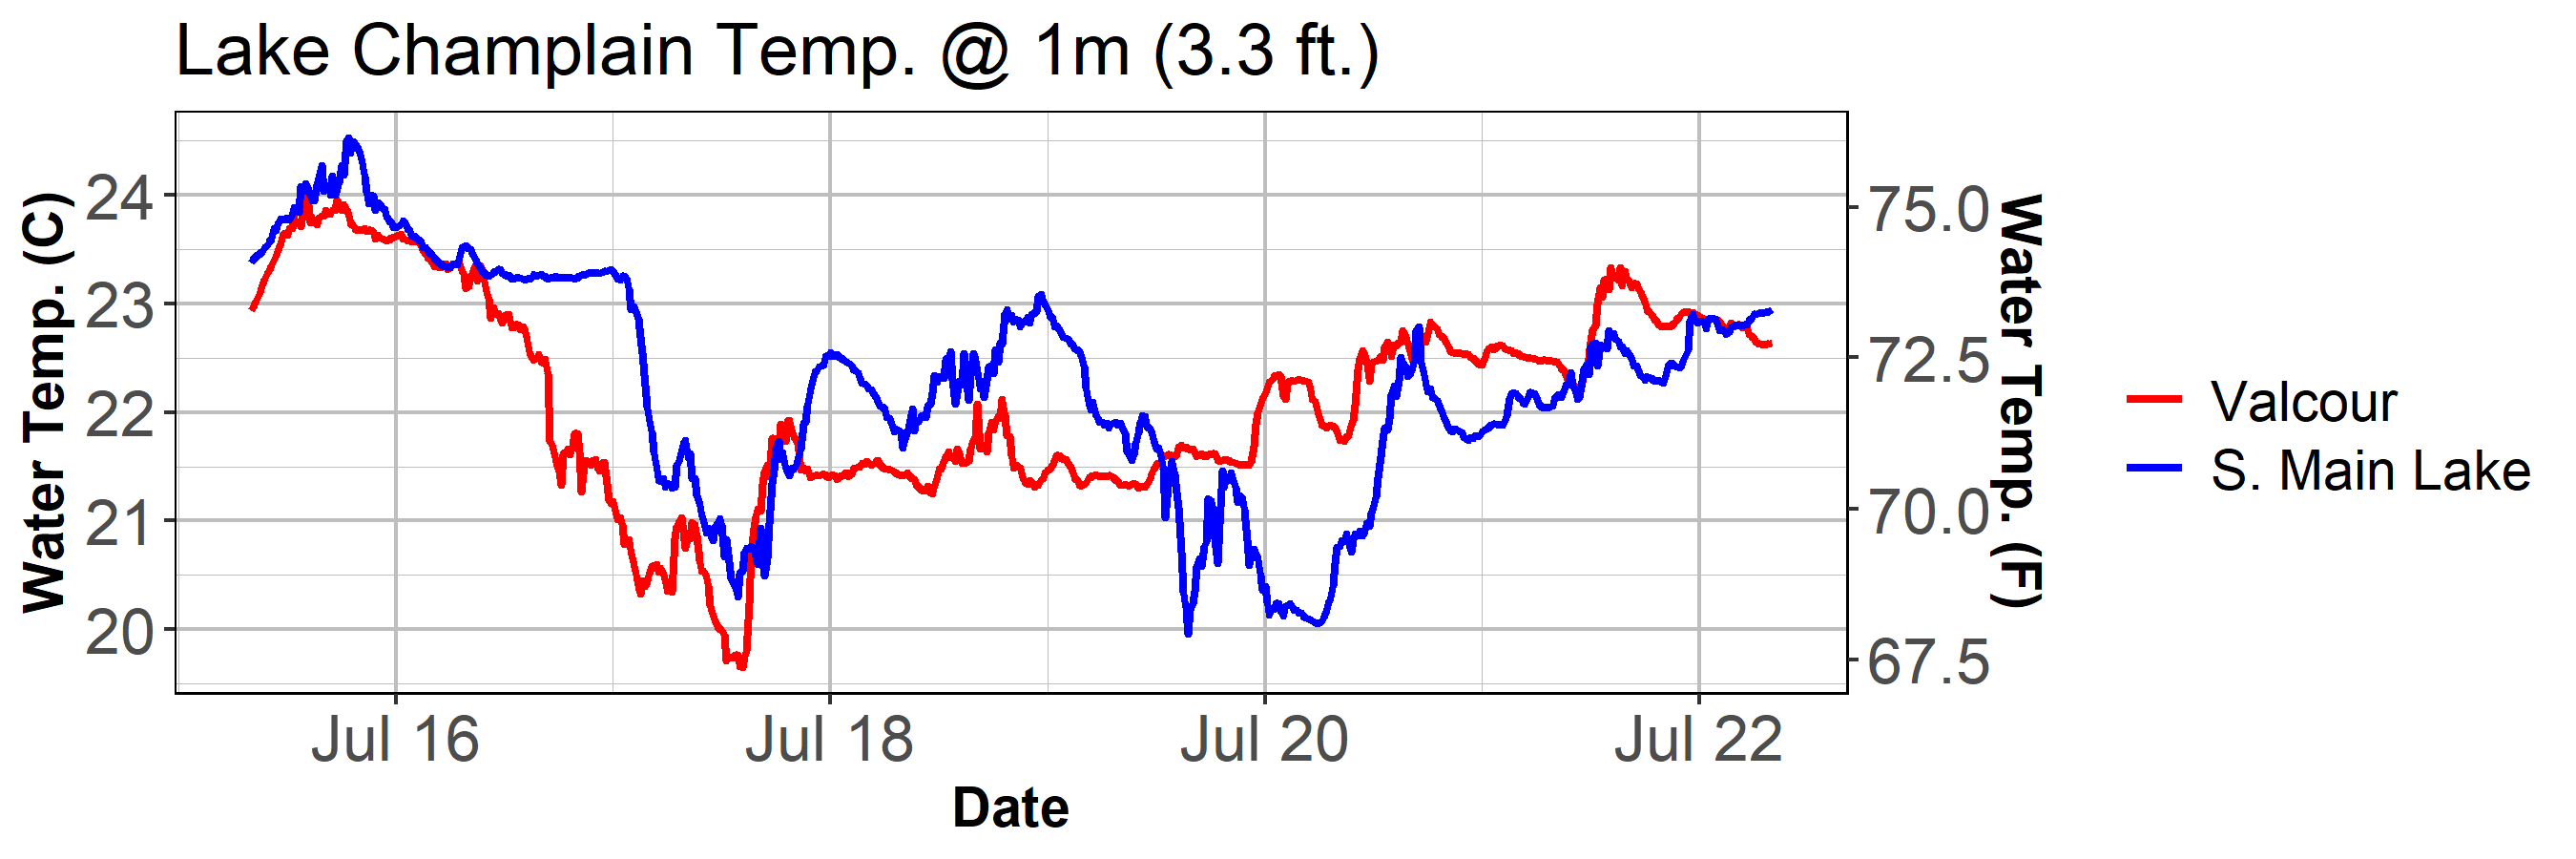 Lake Champlain Temp. @ 1m (3.3 ft.)
Water Temp. (C)
24
23
22
21
20
75.0
72.5
70.0
67.5
Water Temp. (F)
Jul 16
Jul 18
Jul 20
Jul 22
Date
Valcour
S. Main Lake